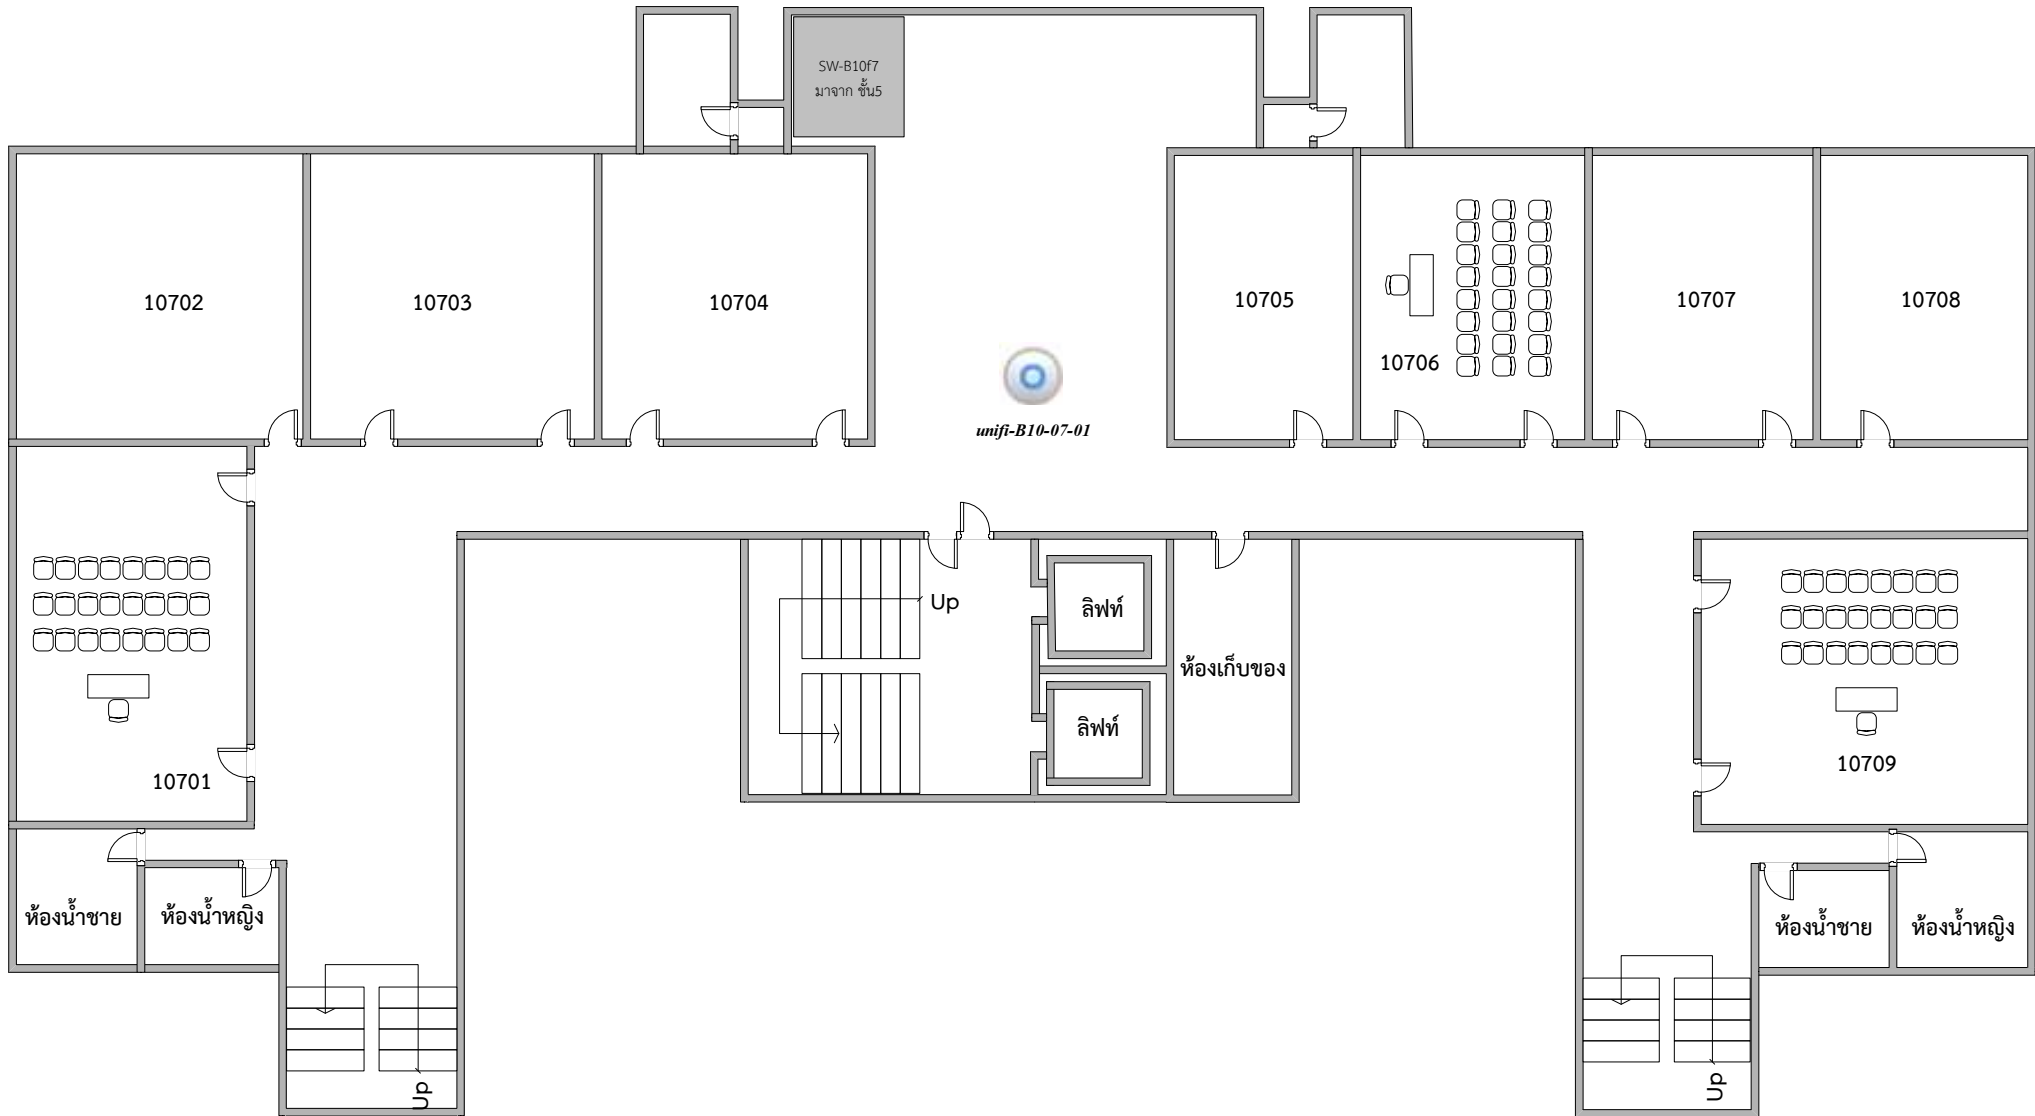 SW-B10f7
มาจาก ชั้น5
10702
10703
10704
10705
10706
10707
10708
unifi-B10-07-01
Up
ลิฟท์
ห้องเก็บของ
ลิฟท์
10701
10709
ห้องน้ำชาย
ห้องน้ำหญิง
ห้องน้ำชาย
ห้องน้ำหญิง
Up
Up